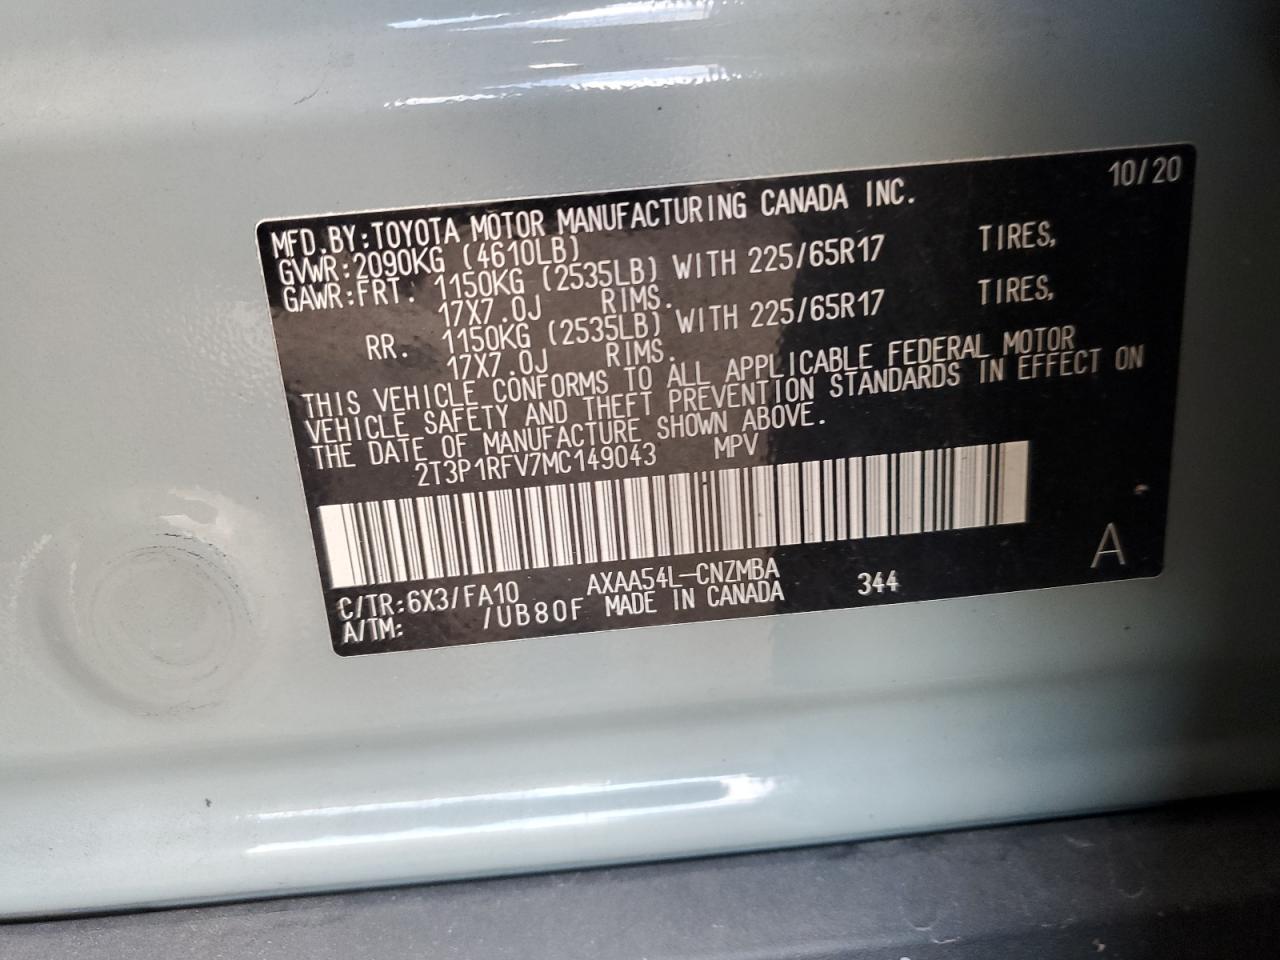 10/20
MFD.BY:TOYOTA MOTOR MANUFACTURING CANADA INC.
GVWR:2090KG (4610LB)
GAWR:FRT. 1150KG (2535LB) WITH 225/65R17 TIRES,
17X7.0J RIMS.
RR. 1150KG (2535LB) WITH 225/65R17 TIRES,
17X7.0J RIMS.
THIS VEHICLE CONFORMS TO ALL APPLICABLE FEDERAL MOTOR
VEHICLE SAFETY AND THEFT PREVENTION STANDARDS IN EFFECT ON
THE DATE OF MANUFACTURE SHOWN ABOVE.
2T3P1RFV7MC149043 MPV
A
C/TR:6X3/FA10 AXAA54L-CNZMBA 344
A/TM: /UB80F MADE IN CANADA